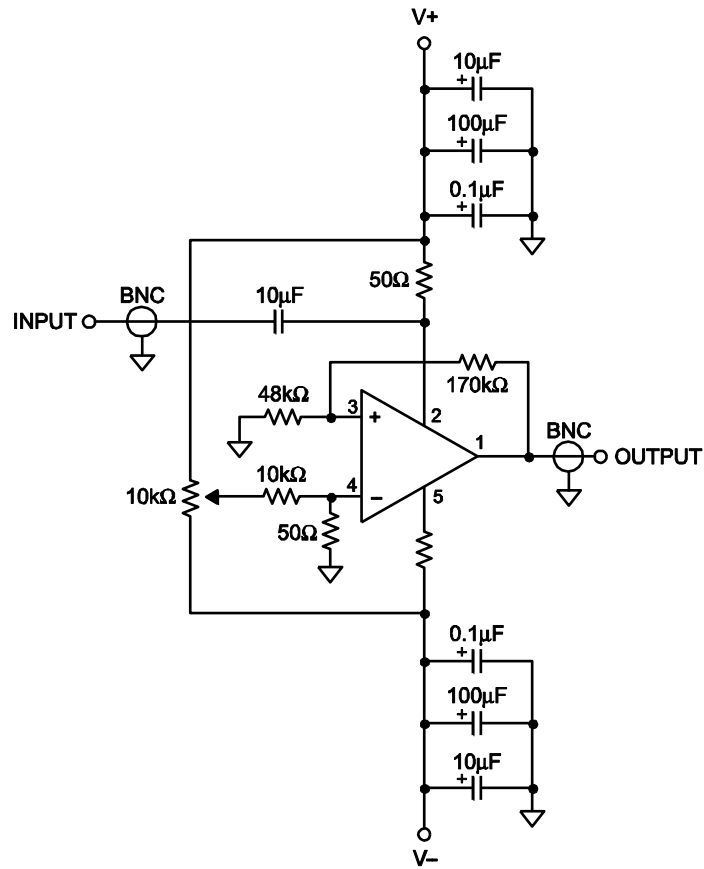 V+
10µF
+
100µF
+
0.1µF
+
50Ω
BNC
10µF
INPUT
170kΩ
48kΩ
3
+
2
1
BNC
OUTPUT
10kΩ
10kΩ
4
−
5
50Ω
0.1µF
+
100µF
+
10µF
+
V–